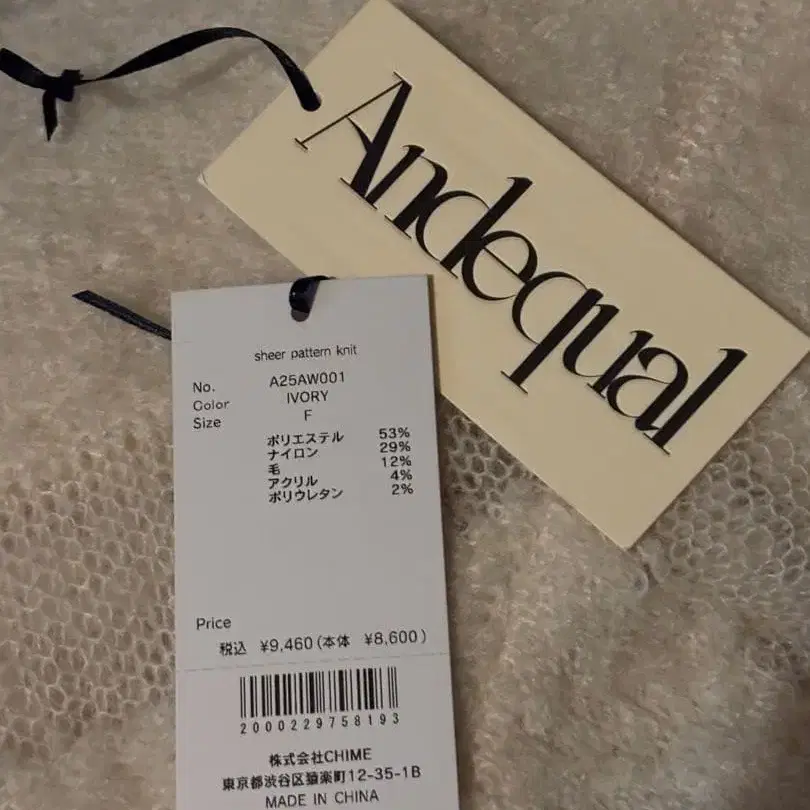 Andequal
sheer pattern knit
No. A25AW001
Color IVORY
Size F
ポリエステル 53%
ナイロン 29%
毛 12%
アクリル 4%
ポリウレタン 2%
Price
税込 ¥9,460(本体 ¥8,600)
2000229758193
株式会社CHIME
東京都渋谷区猿楽町12-35-1B
MADE IN CHINA